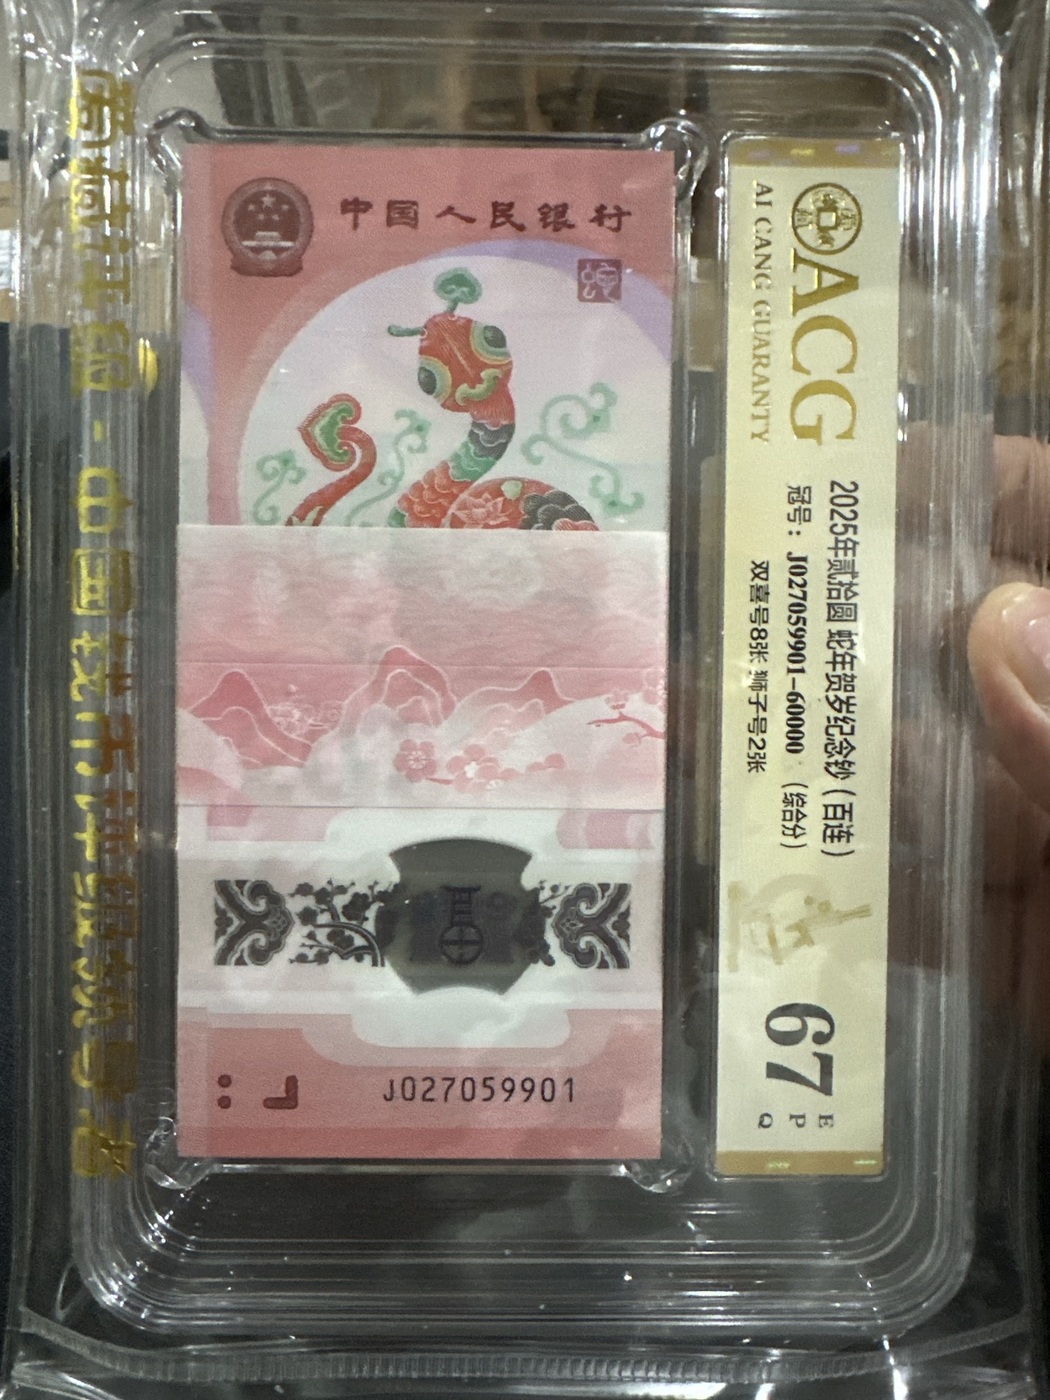 中国人民银行
J027059901
ACG
AI CANG GUARANTY
2025年贰拾圆 蛇年贺岁纪念钞（百连）
冠号：J027059901-60000（综合分）
双喜号8张 狮子号2张
67
E
P
Q